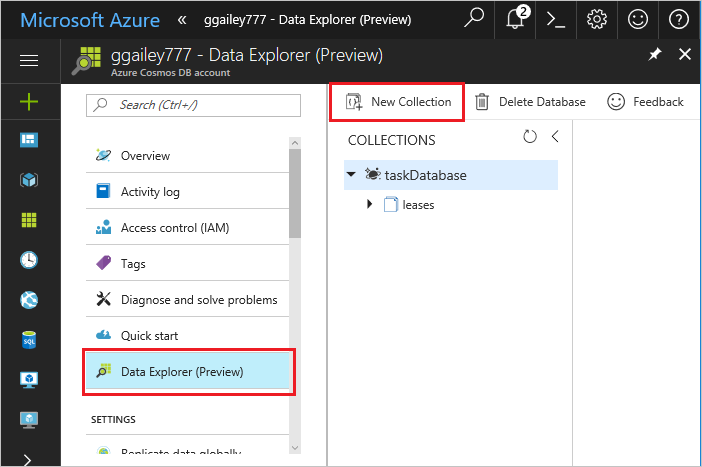 Microsoft Azure « ggailey777 - Data Explorer (Preview) 2
ggailey777 - Data Explorer (Preview)
Azure Cosmos DB account
Search (Ctrl+/)
New Collection Delete Database Feedback
COLLECTIONS
Overview
taskDatabase
Activity log
leases
Access control (IAM)
Tags
Diagnose and solve problems
Quick start
Data Explorer (Preview)
SETTINGS
Replicate data globally
SQL